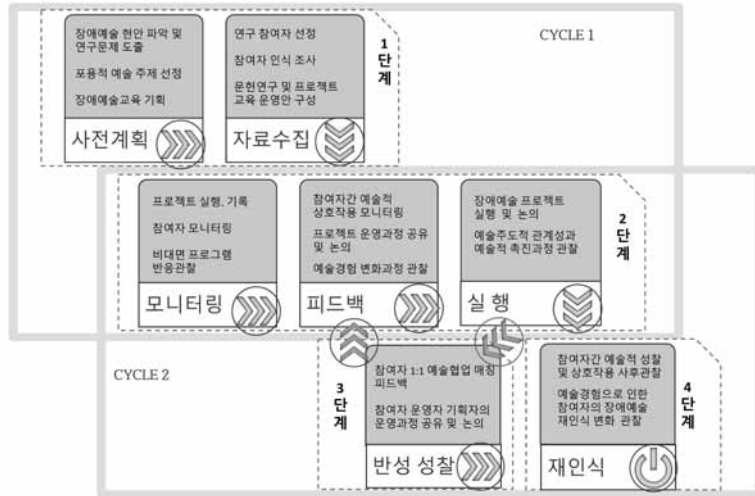 장애예술 현안 파악 및
연구문제 도출
포용적 예술 주제 선정
장애예술교육 기획
사전계획
연구 참여자 선정
참여자 인식 조사
문헌연구 및 프로젝트
교육 운영안 구성
자료수집
1
단
계
CYCLE 1
프로젝트 실행, 기록
참여자 모니터링
비대면 프로그램
반응관찰
모니터링
참여자간 예술적
상호작용 모니터링
프로젝트 운영과정 공유
및 논의
예술경험 변화과정 관찰
피드백
장애예술 프로젝트
실행 및 논의
예술주도적 관계성과
예술적 촉진과정 관찰
실 행
2
단
계
CYCLE 2
3
단
계
참여자 1:1 예술협업 매칭
피드백
참여자 운영자 기획자의
운영과정 공유 및 논의
반성 성찰
참여자간 예술적 성찰
및 상호작용 사후관찰
예술경험으로 인한
참여자의 장애예술
재인식 변화 관찰
재인식
4
단
계